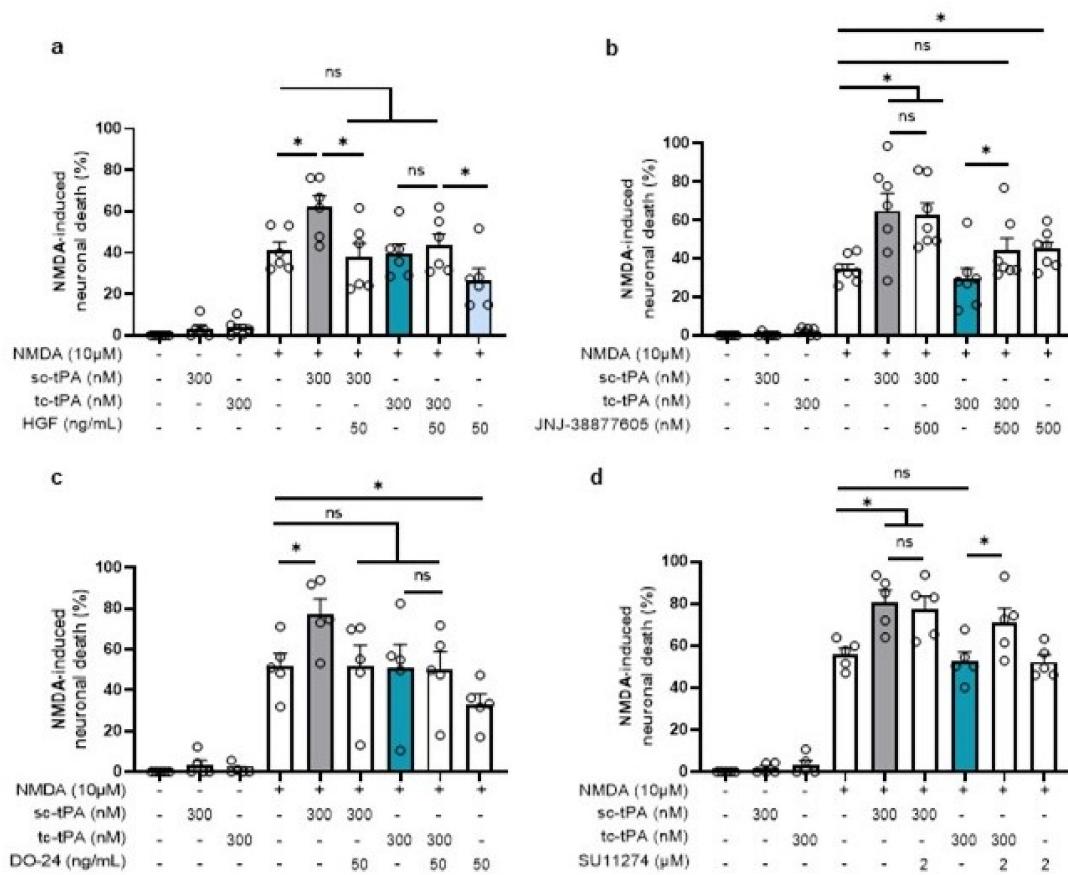 a
ns
* * ns *
NMDA-induced
neuronal death (%)
100
80
60
40
20
0
NMDA (10µM) - - - + + + + + +
sc-tPA (nM) - 300 - - 300 300 - - -
tc-tPA (nM) - - 300 - - - 300 300 -
HGF (ng/mL) - - - - - 50 - 50 50
b
*
ns
*
ns *
NMDA-induced
neuronal death (%)
100
80
60
40
20
0
NMDA (10µM) - - - + + + + + +
sc-tPA (nM) - 300 - - 300 300 - - -
tc-tPA (nM) - - 300 - - - 300 300 -
JNJ-38877605 (nM) - - - - - 500 - 500 500
c
*
ns
* ns
NMDA-induced
neuronal death (%)
100
80
60
40
20
0
NMDA (10µM) - - - + + + + + +
sc-tPA (nM) - 300 - - 300 300 - - -
tc-tPA (nM) - - 300 - - - 300 300 -
DO-24 (ng/mL) - - - - - 50 - 50 50
d
ns
*
ns *
NMDA-induced
neuronal death (%)
100
80
60
40
20
0
NMDA (10µM) - - - + + + + + +
sc-tPA (nM) - 300 - - 300 300 - - -
tc-tPA (nM) - - 300 - - - 300 300 -
SU11274 (µM) - - - - - 2 - 2 2